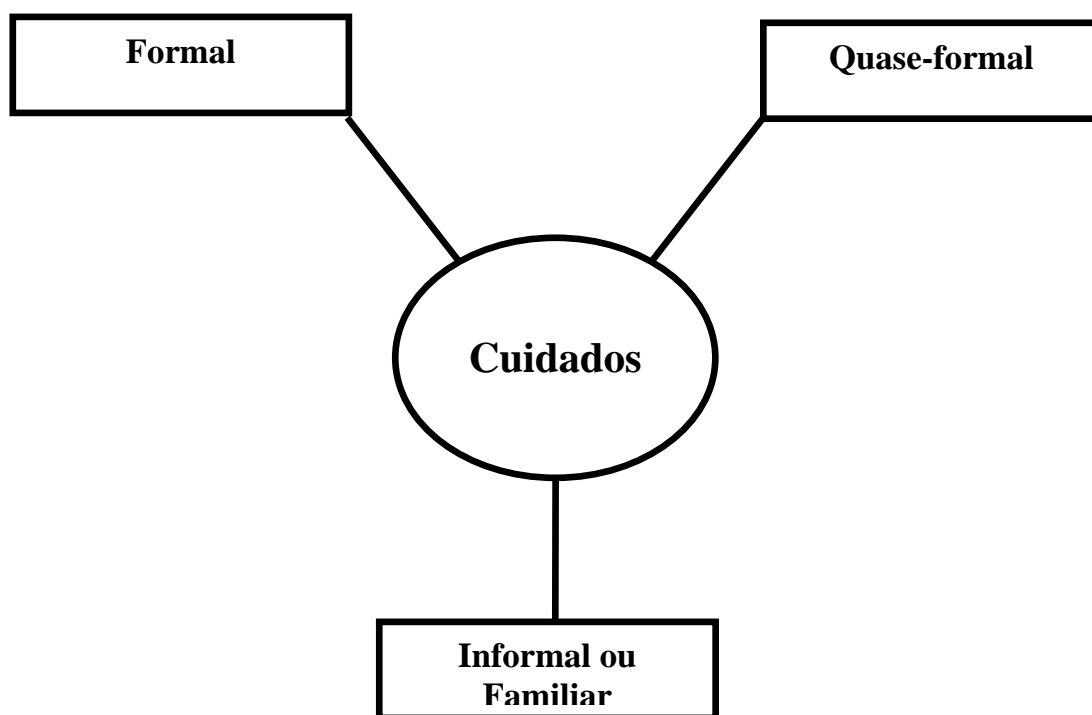 Formal
Quase-formal
Cuidados
Informal ou
Familiar